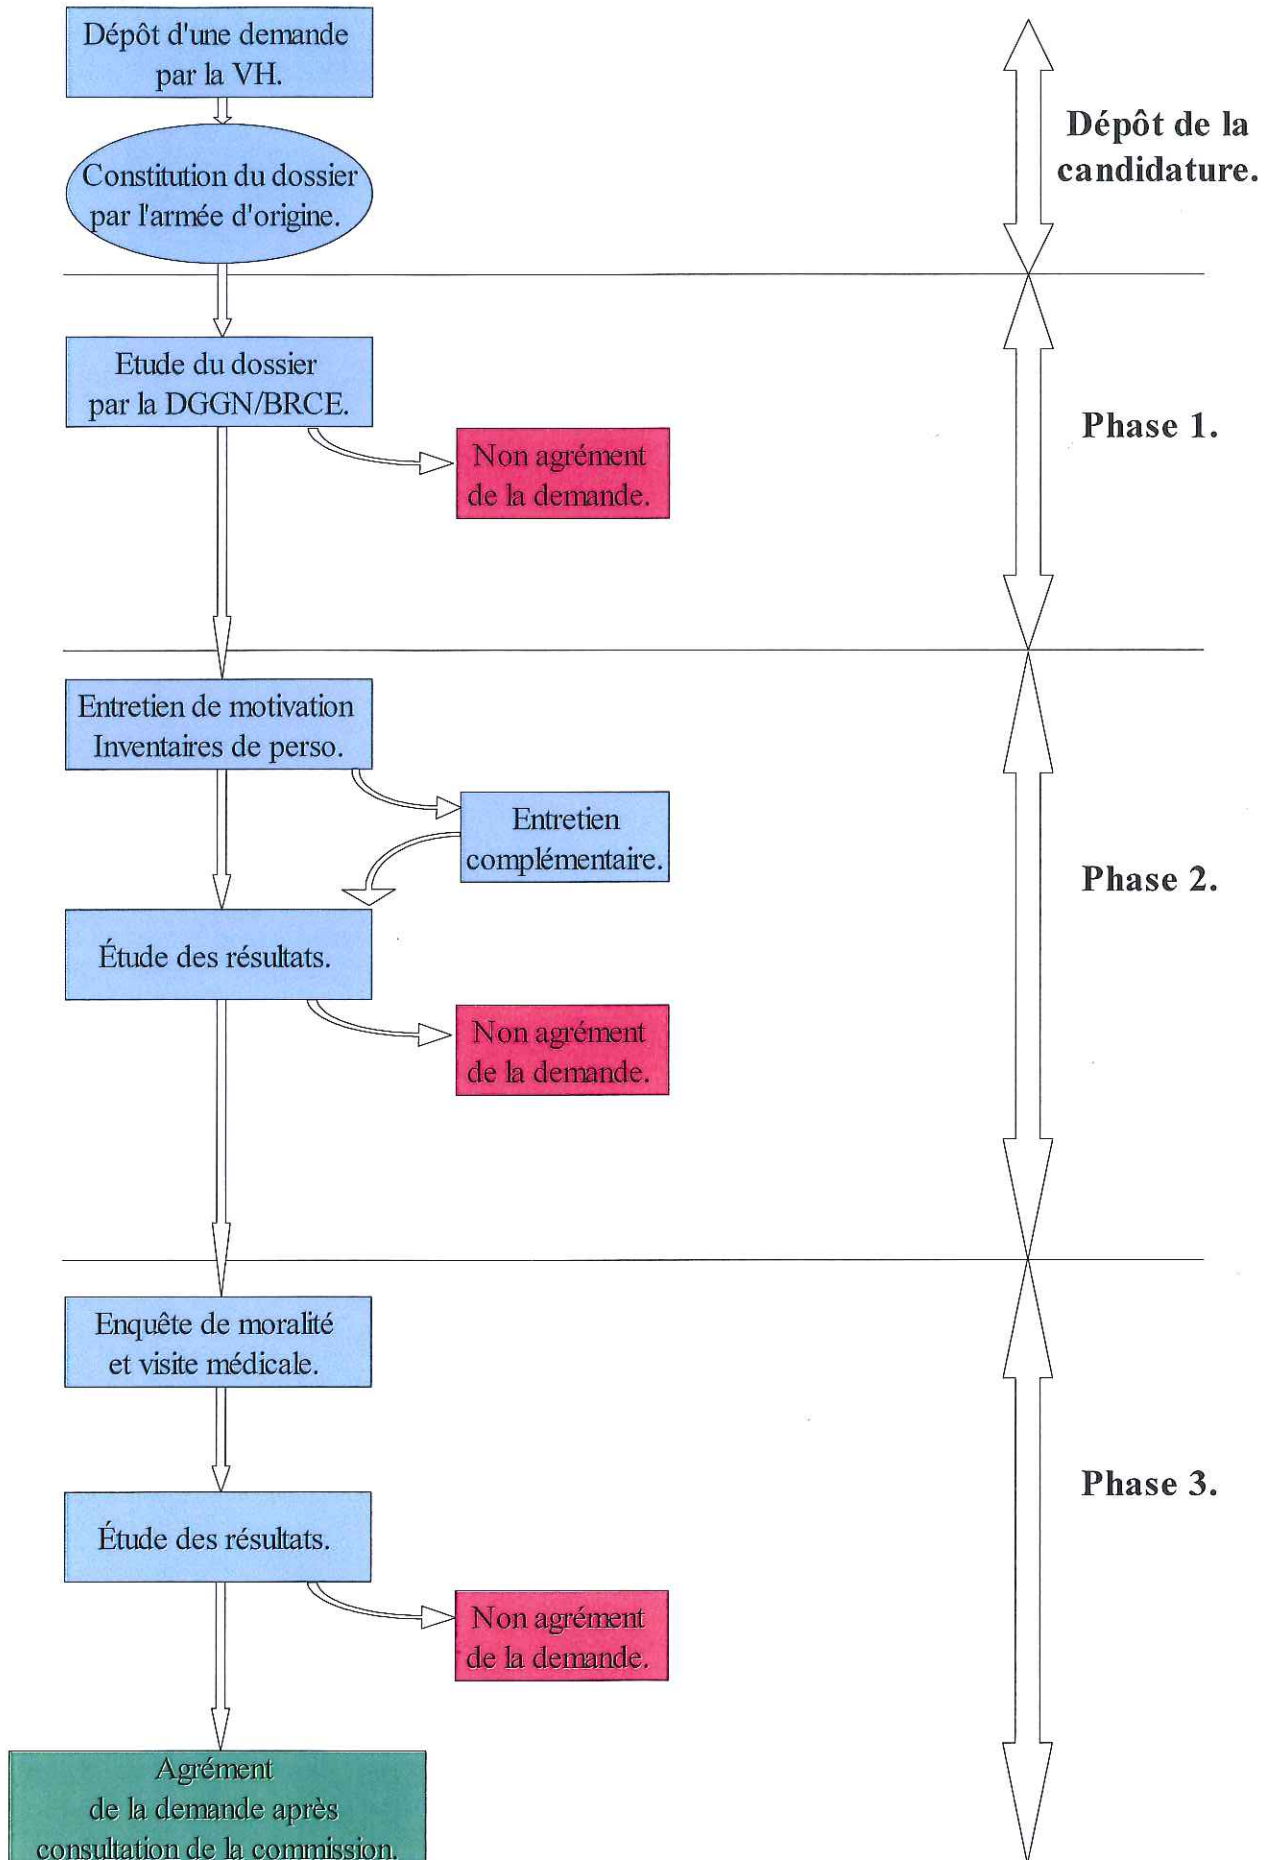 Dépôt d'une demande
par la VH.
Constitution du dossier
par l'armée d'origine.
Dépôt de la
candidature.
Etude du dossier
par la DGGN/BRCE.
Non agrément
de la demande.
Phase 1.
Entretien de motivation
Inventaires de perso.
Entretien
complémentaire.
Étude des résultats.
Non agrément
de la demande.
Phase 2.
Enquête de moralité
et visite médicale.
Étude des résultats.
Non agrément
de la demande.
Phase 3.
Agrément
de la demande après
consultation de la commission.